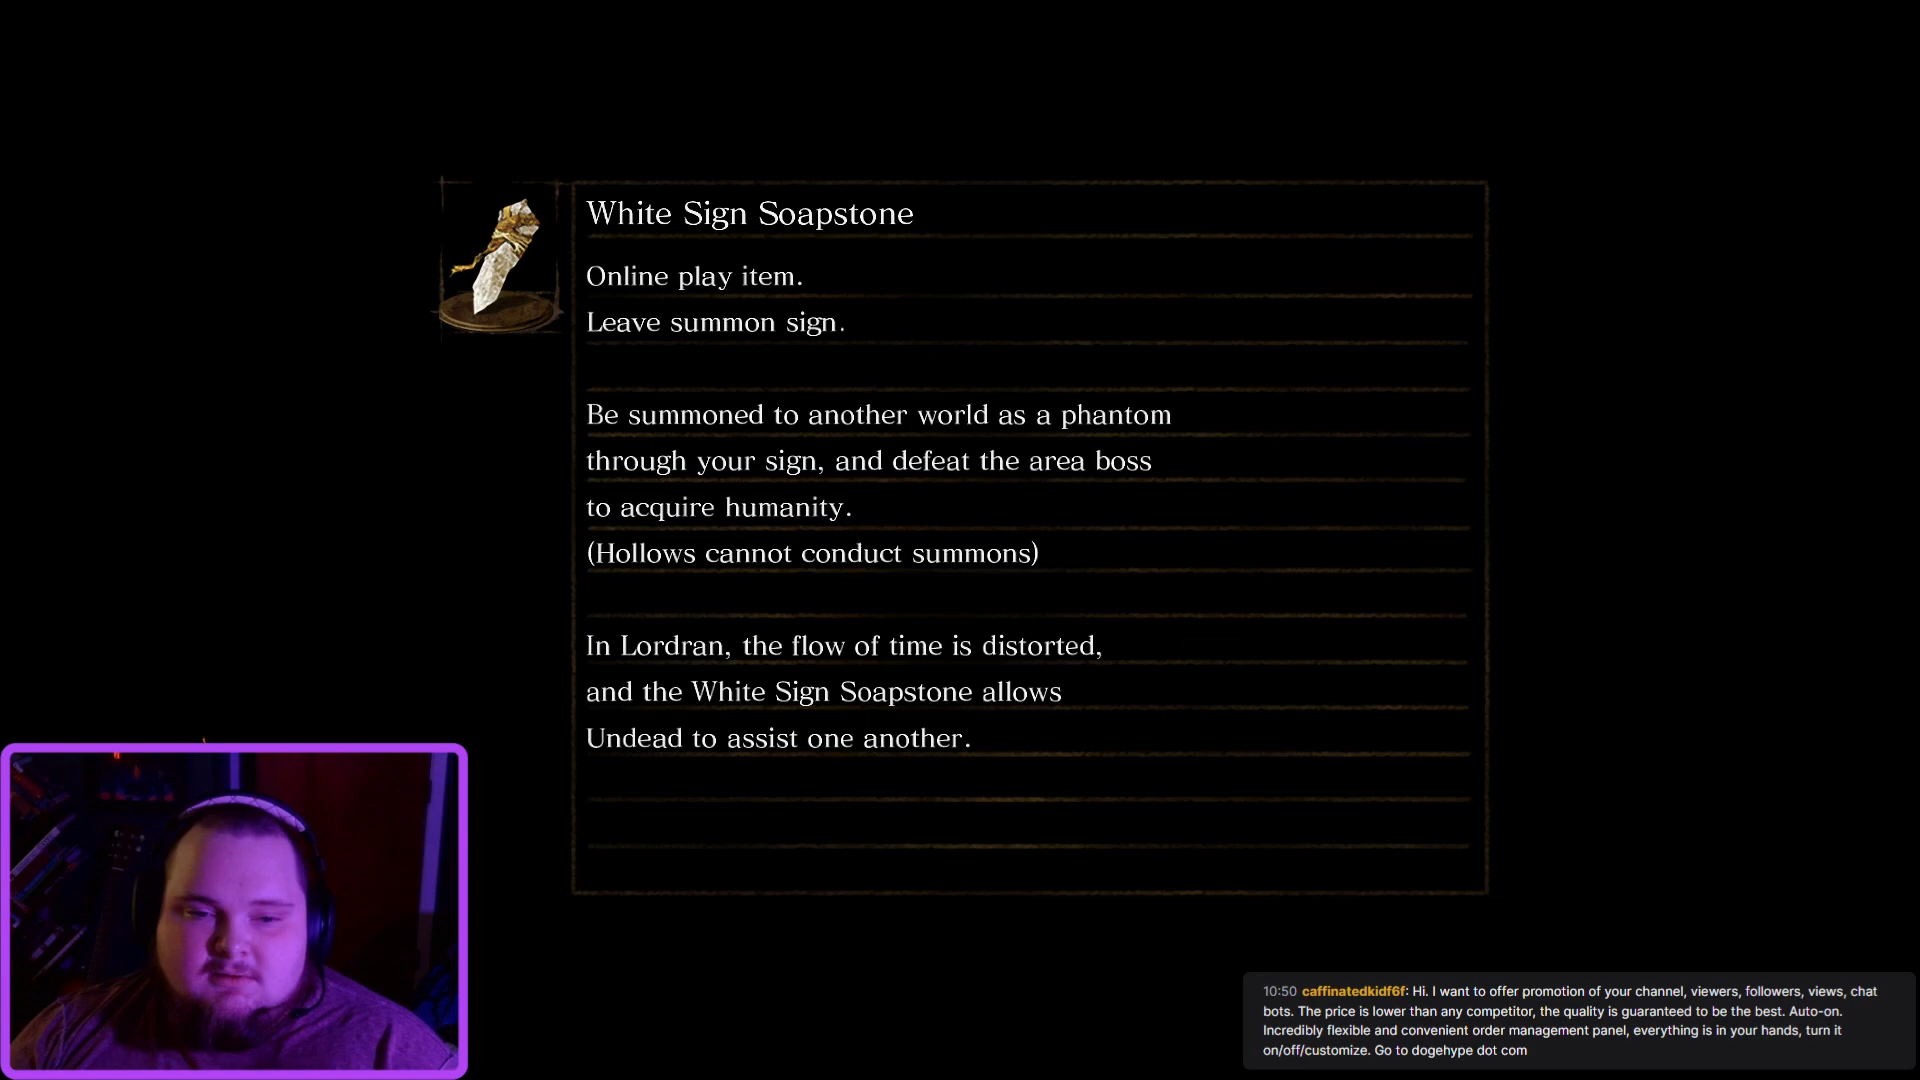 White Sign Soapstone
Online play item.
Leave summon sign.
Be summoned to another world as a phantom
through your sign, and defeat the area boss
to acquire humanity.
(Hollows cannot conduct summons)
In Lordran, the flow of time is distorted,
and the White Sign Soapstone allows
Undead to assist one another.
10:50 caffinatedkidf6f: Hi. I want to offer promotion of your channel, viewers, followers, views, chat
bots. The price is lower than any competitor, the quality is guaranteed to be the best. Auto-on.
Incredibly flexible and convenient order management panel, everything is in your hands, turn it
on/off/customize. Go to dogehype dot com